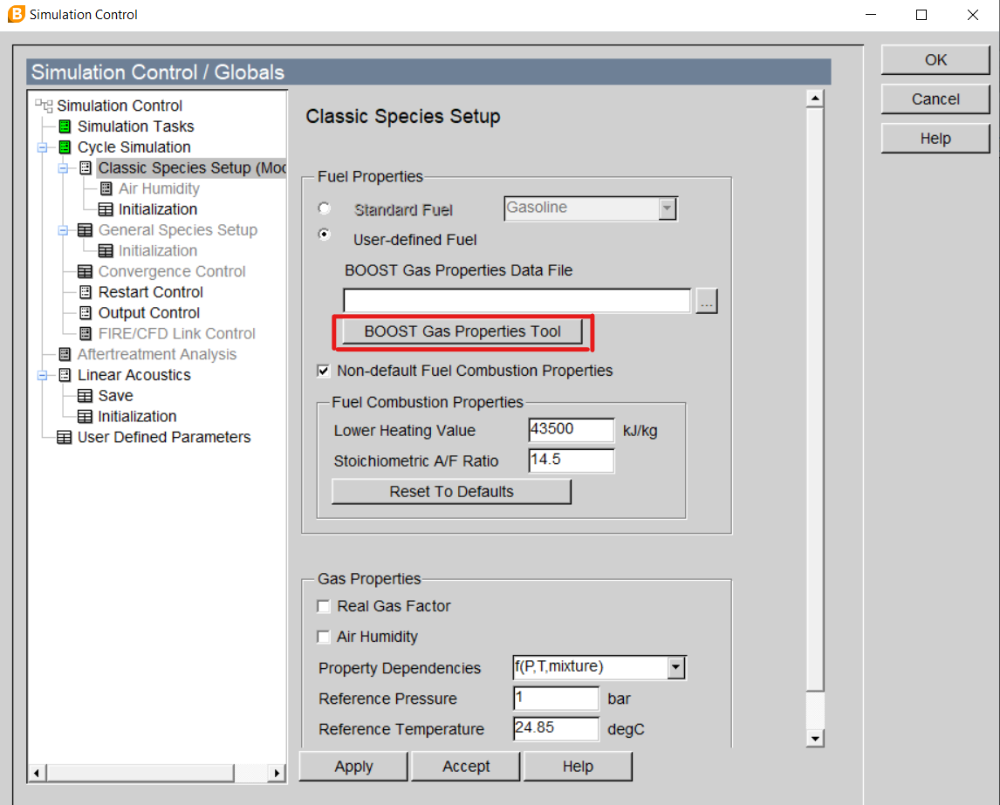 Simulation Control
Simulation Control / Globals
OK
Cancel
Help
Simulation Control
Simulation Tasks
Cycle Simulation
Classic Species Setup (Mod
Air Humidity
Initialization
General Species Setup
Initialization
Convergence Control
Restart Control
Output Control
FIRE/CFD Link Control
Aftertreatment Analysis
Linear Acoustics
Save
Initialization
User Defined Parameters
Classic Species Setup
Fuel Properties
Standard Fuel Gasoline
User-defined Fuel
BOOST Gas Properties Data File
...
BOOST Gas Properties Tool
Non-default Fuel Combustion Properties
Fuel Combustion Properties
Lower Heating Value 43500 kJ/kg
Stoichiometric A/F Ratio 14.5
Reset To Defaults
Gas Properties
Real Gas Factor
Air Humidity
Property Dependencies f(P,T,mixture)
Reference Pressure 1 bar
Reference Temperature 24.85 degC
Apply Accept Help